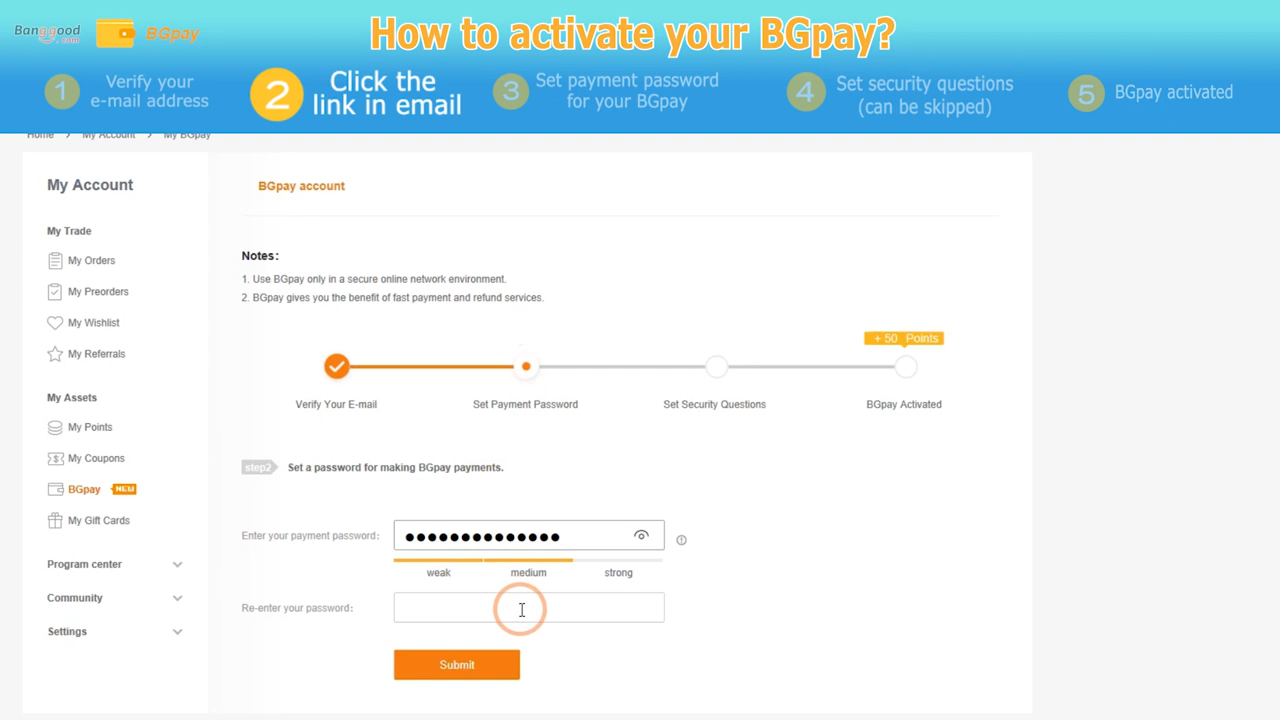 Banggood
.com
BGpay
How to activate your BGpay?
1
Verify your
e-mail address
2
Click the
link in email
3
Set payment password
for your BGpay
4
Set security questions
(can be skipped)
5
BGpay activated
Home > My Account > My BGpay
My Account
My Trade
My Orders
My Preorders
My Wishlist
My Referrals
My Assets
My Points
My Coupons
BGpay NEW
My Gift Cards
Program center
Community
Settings
BGpay account
Notes:
1. Use BGpay only in a secure online network environment.
2. BGpay gives you the benefit of fast payment and refund services.
+ 50 Points
Verify Your E-mail
Set Payment Password
Set Security Questions
BGpay Activated
step2 Set a password for making BGpay payments.
Enter your payment password:
weak medium strong
Re-enter your password:
Submit